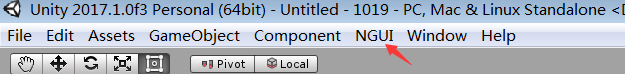 Unity 2017.1.0f3 Personal (64bit) - Untitled - 1019 - PC, Mac & Linux Standalone
File Edit Assets GameObject Component NGUI Window Help
Pivot Local